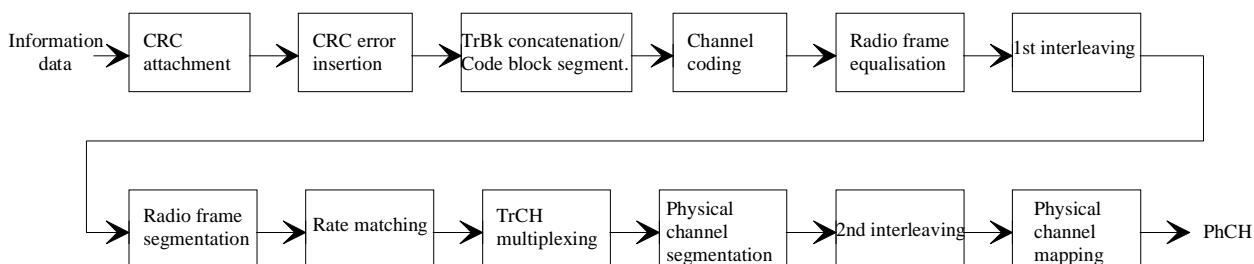 Information
data
CRC
attachment
CRC error
insertion
TrBk concatenation/
Code block segment.
Channel
coding
Radio frame
equalisation
1st interleaving
Radio frame
segmentation
Rate matching
TrCH
multiplexing
Physical
channel
segmentation
2nd interleaving
Physical
channel
mapping
PhCH